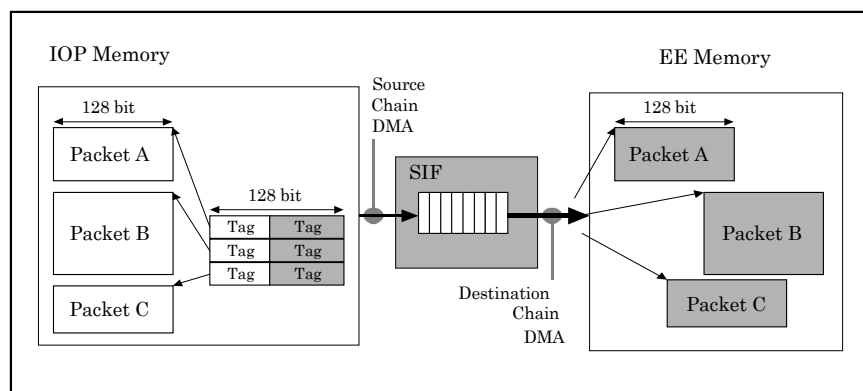 IOP Memory
128 bit
Packet A
Packet B
Packet C
128 bit
Tag Tag
Tag Tag
Tag Tag
Source
Chain
DMA
SIF
Destination
Chain
DMA
EE Memory
128 bit
Packet A
Packet B
Packet C